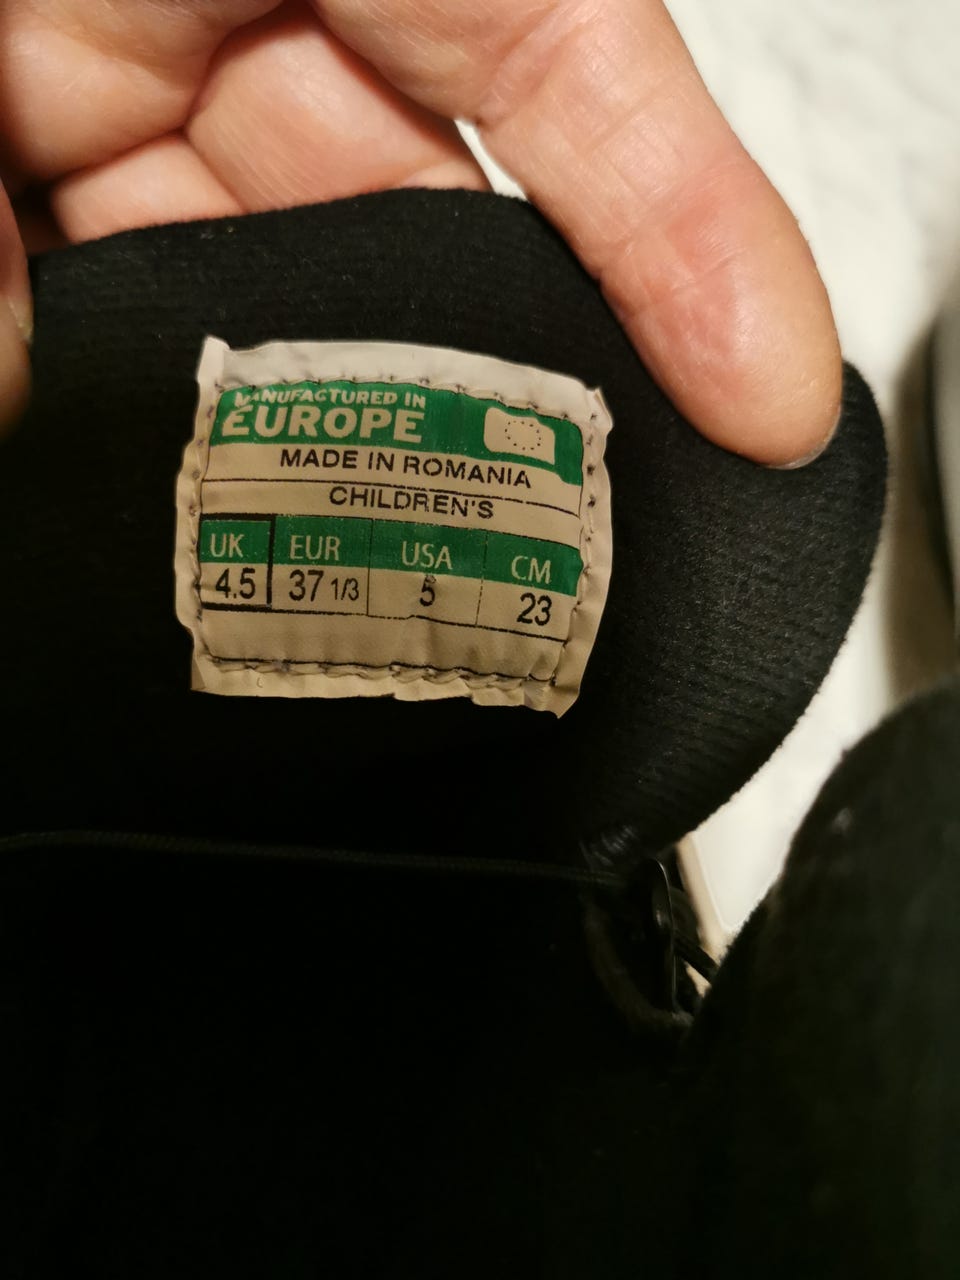 MANUFACTURED IN
EUROPE
MADE IN ROMANIA
CHILDREN'S
UK EUR USA CM
4.5 37 1/3 5 23